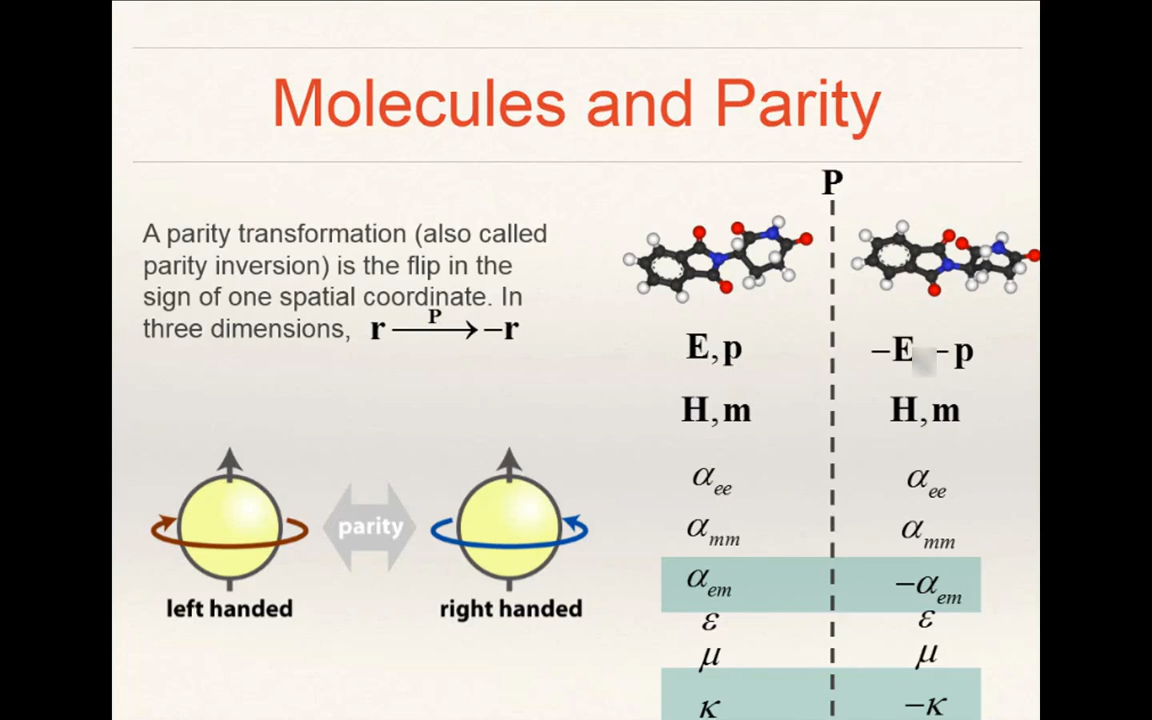 Molecules and Parity
A parity transformation (also called
parity inversion) is the flip in the
sign of one spatial coordinate. In
three dimensions, r P → −r
parity
left handed
right handed
P
E,p −E −p
H,m H,m
α_ee α_ee
α_mm α_mm
α_em −α_em
ε ε
μ μ
κ −κ